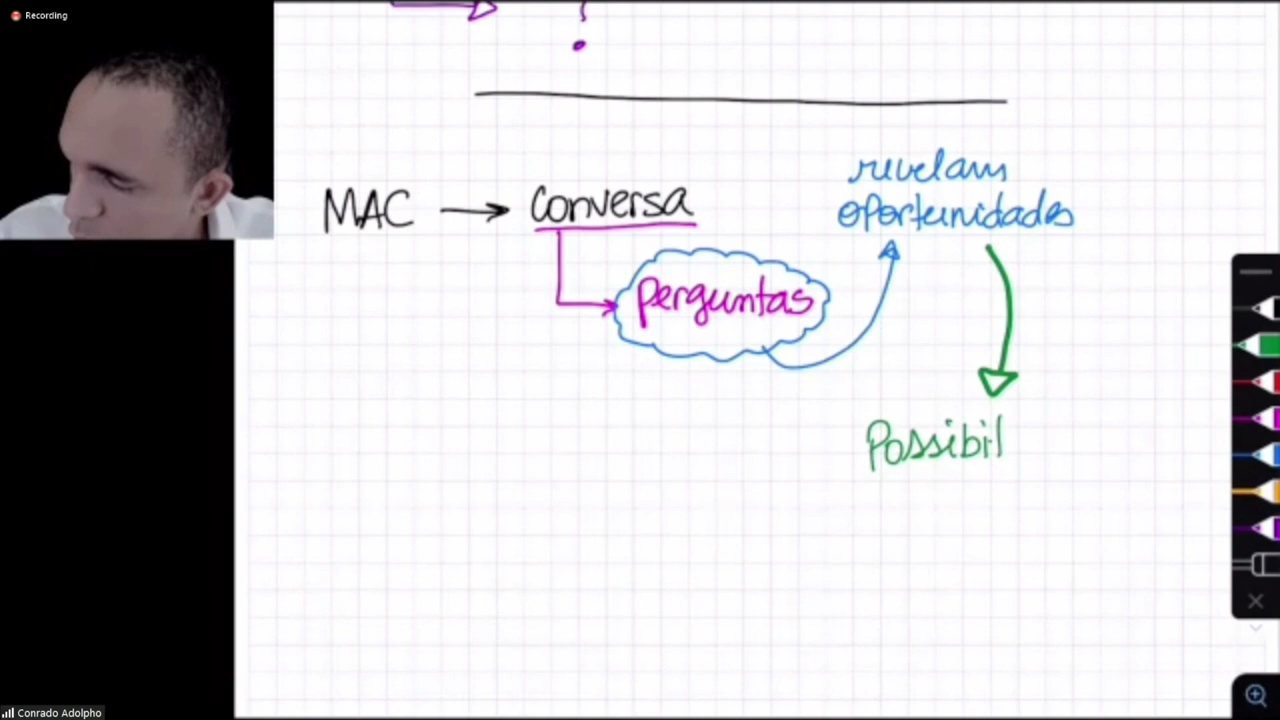 Recording
revelam
oportunidades
MAC → conversa
perguntas
Possibil
Conrado Adolpho